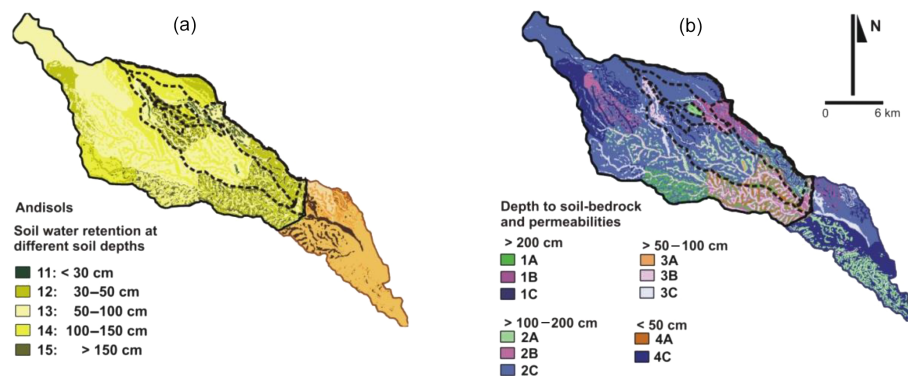 (a)
Andisols
Soil water retention at
different soil depths
11: < 30 cm
12: 30–50 cm
13: 50–100 cm
14: 100–150 cm
15: > 150 cm
(b)
N
0 6 km
Depth to soil-bedrock
and permeabilities
> 200 cm
1A
1B
1C
> 100–200 cm
2A
2B
2C
> 50–100 cm
3A
3B
3C
< 50 cm
4A
4C